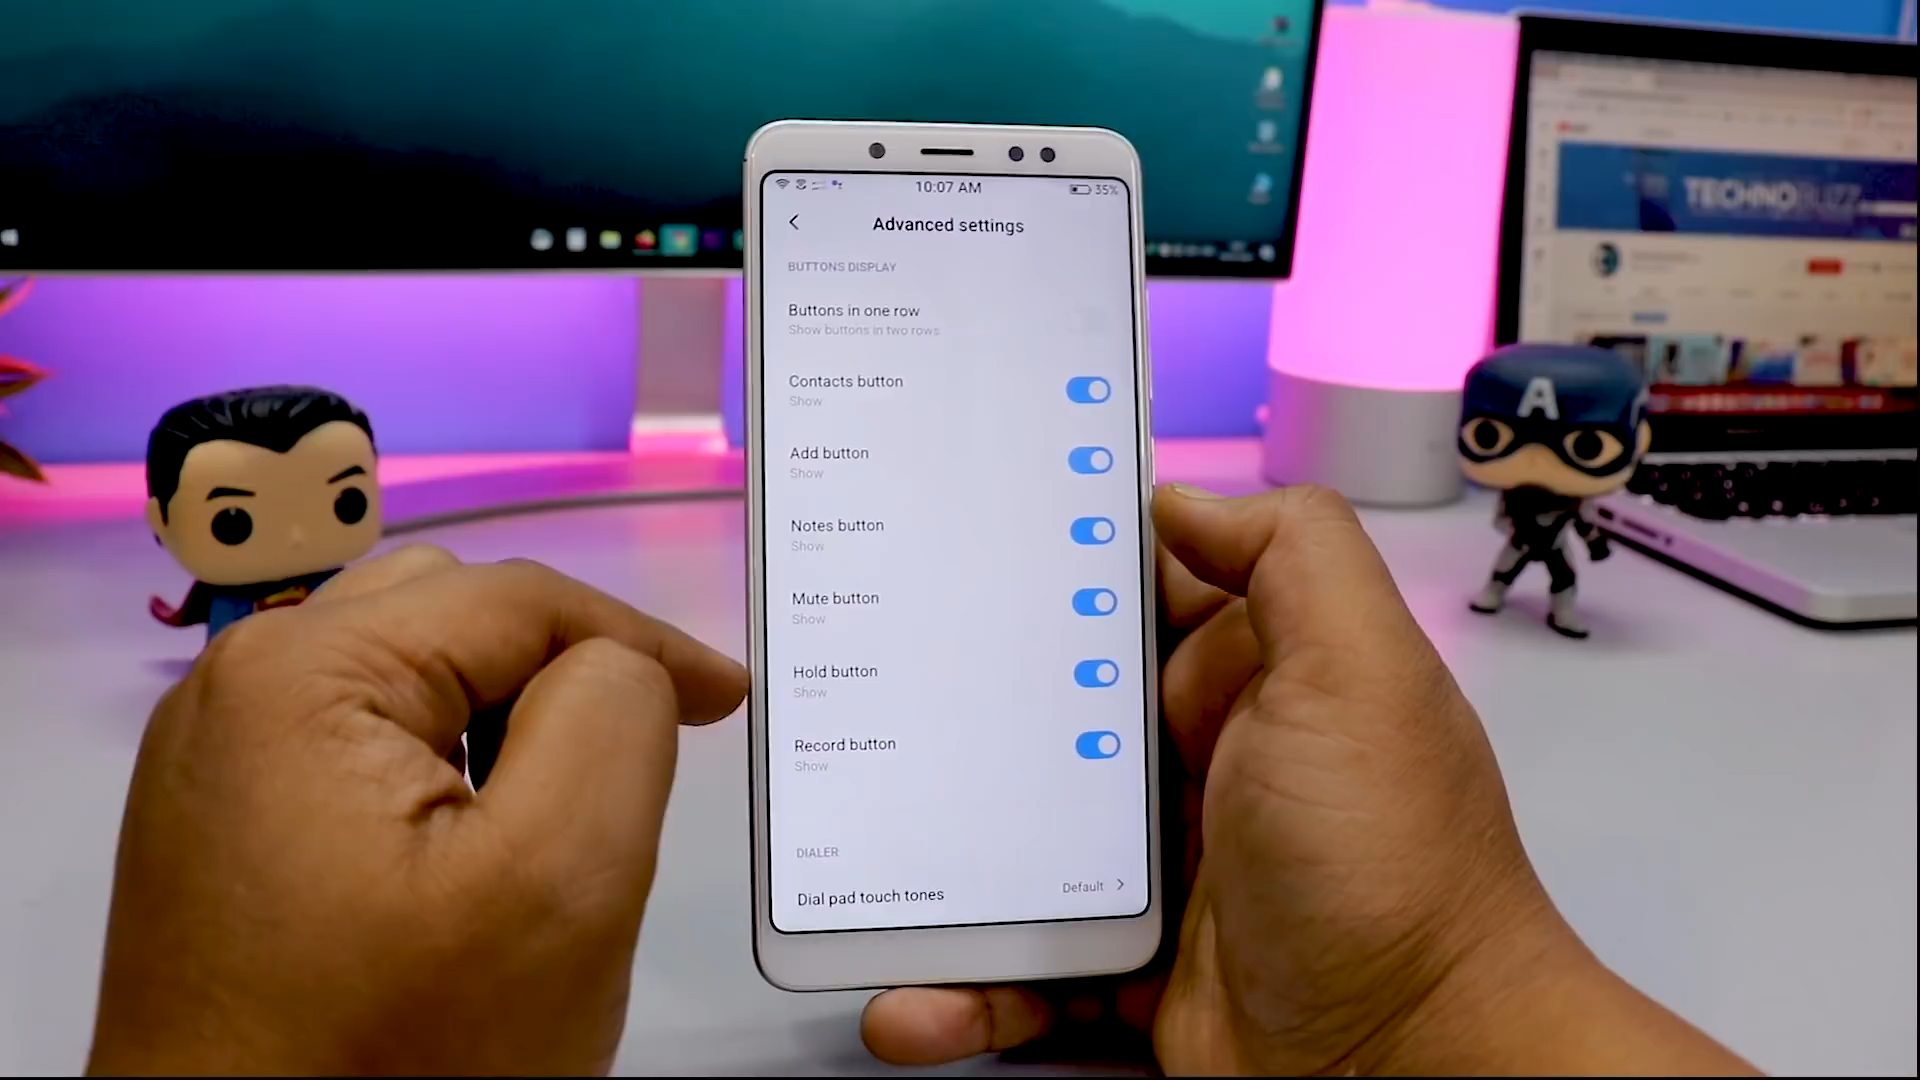 10:07 AM
35%
Advanced settings
BUTTONS DISPLAY
Buttons in one row
Show buttons in two rows
Contacts button
Show
Add button
Show
Notes button
Show
Mute button
Show
Hold button
Show
Record button
Show
DIALER
Dial pad touch tones
Default
TECHNOBUZZ
A